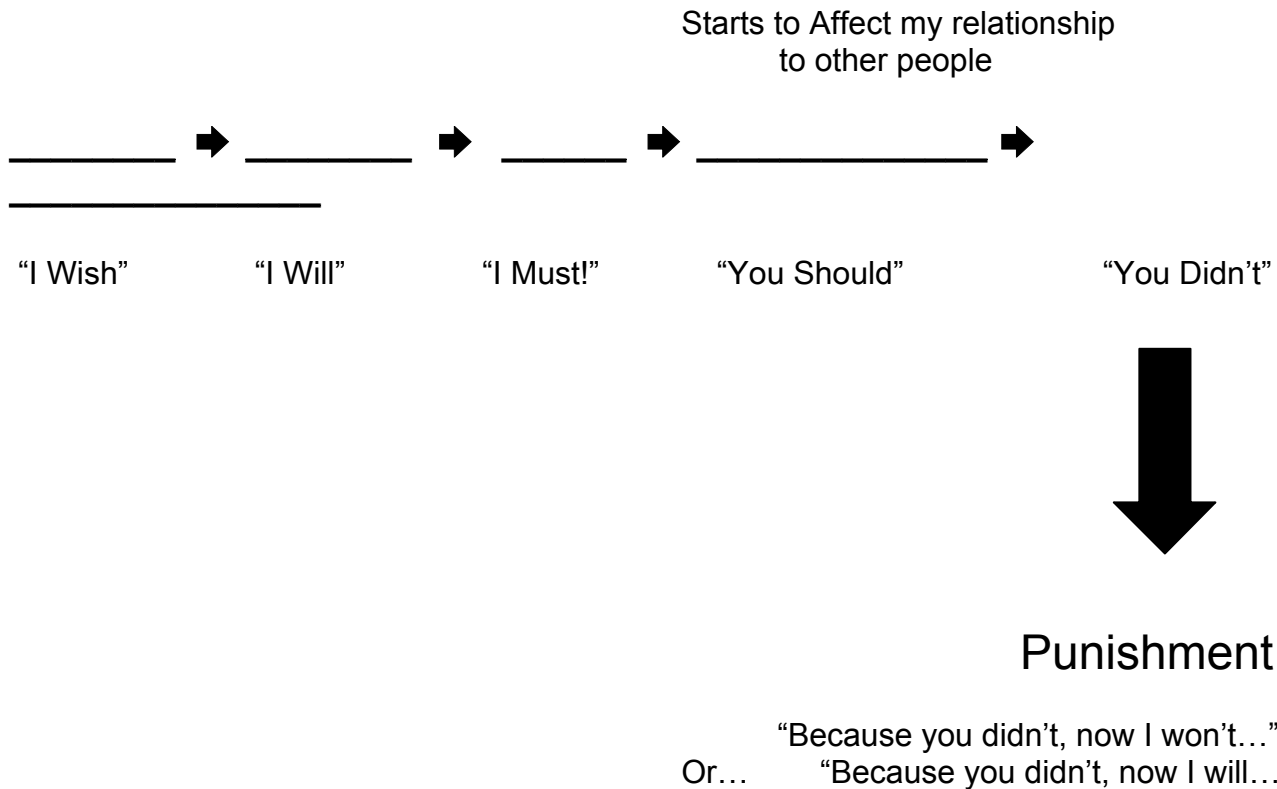 Starts to Affect my relationship
to other people
“I Wish” “I Will” “I Must!” “You Should” “You Didn’t”
Punishment
“Because you didn’t, now I won’t…”
Or… “Because you didn’t, now I will…